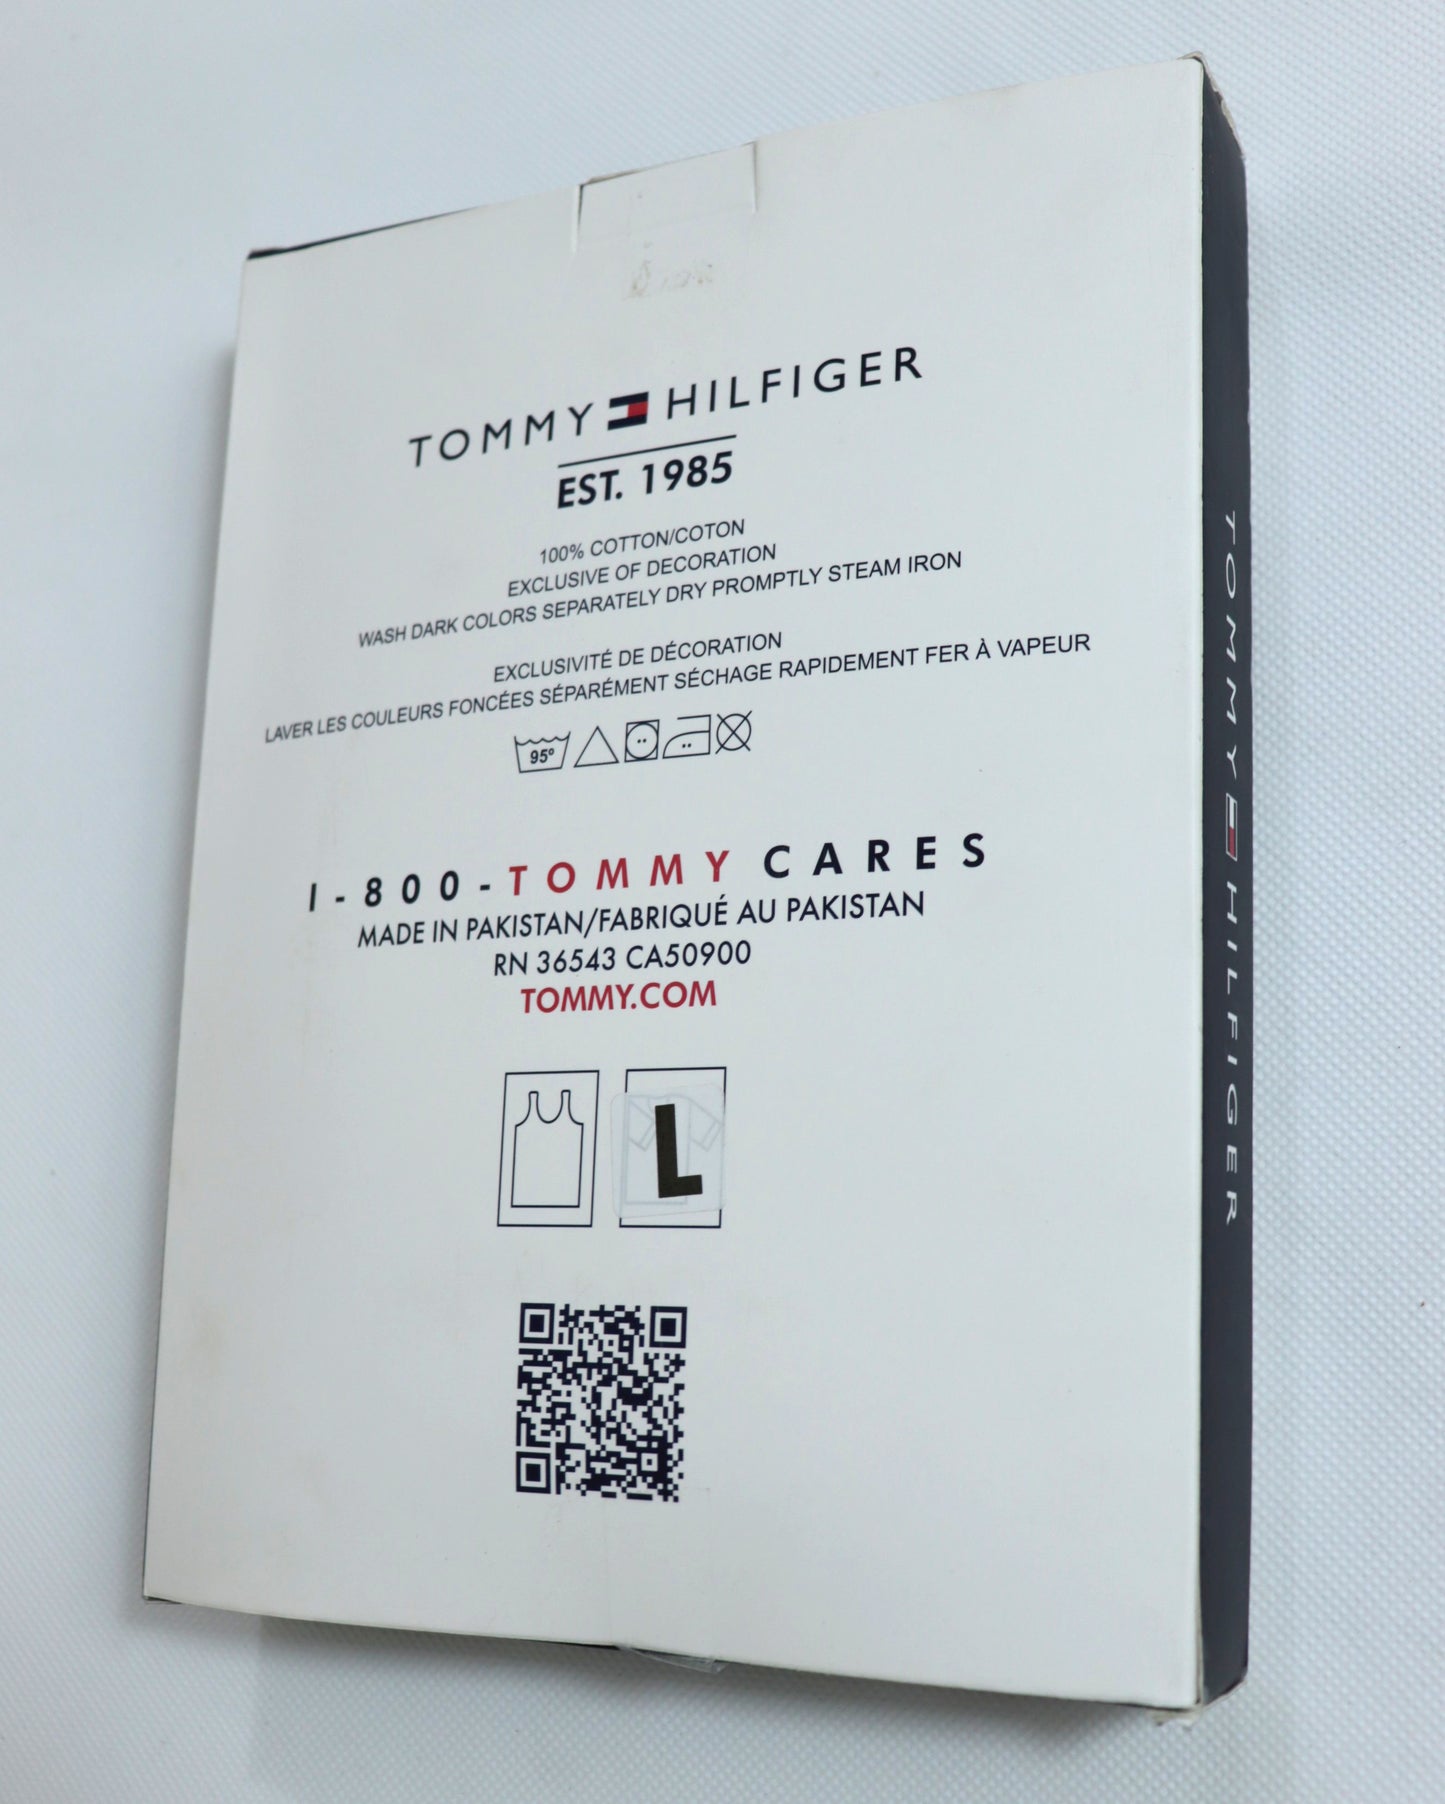 TOMMY HILFIGER
EST. 1985
100% COTTON/COTON
EXCLUSIVE OF DECORATION
WASH DARK COLORS SEPARATELY DRY PROMPTLY STEAM IRON
EXCLUSIVITÉ DE DÉCORATION
LAVER LES COULEURS FONCÉES SÉPARÉMENT SÉCHAGE RAPIDEMENT FER À VAPEUR
95º
1-800-TOMMY CARES
MADE IN PAKISTAN/FABRIQUÉ AU PAKISTAN
RN 36543 CA50900
TOMMY.COM
L
TOMMY HILFIGER